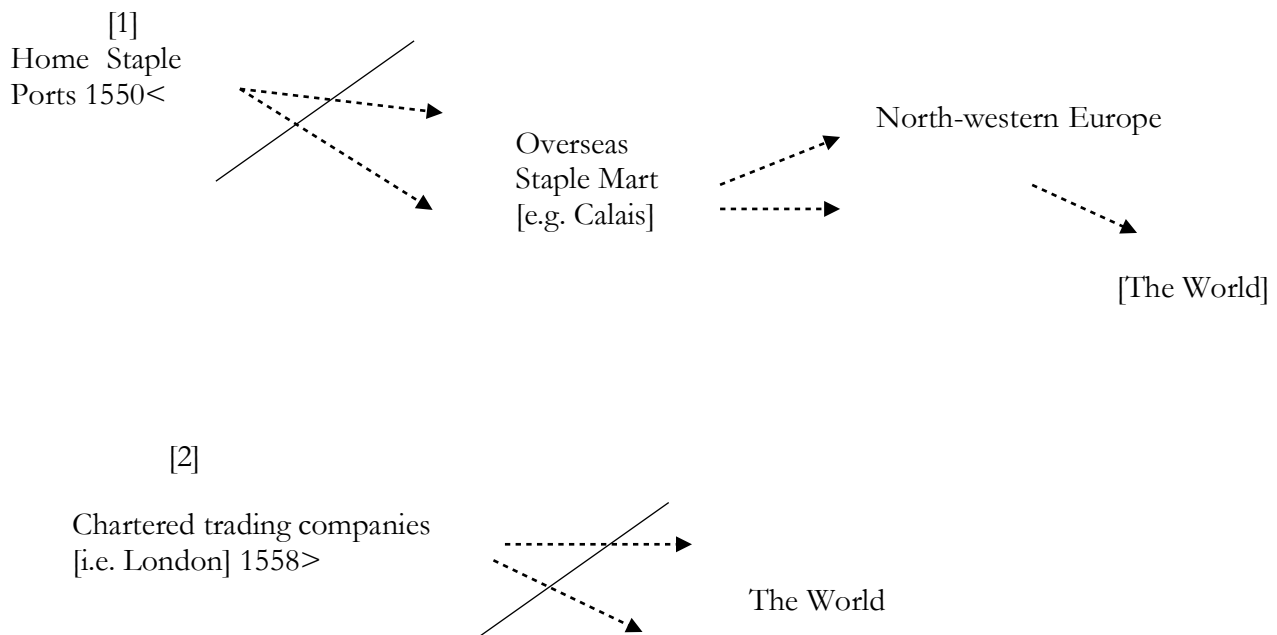 [1]
Home Staple
Ports 1550<
Overseas
Staple Mart
[e.g. Calais]
North-western Europe
[The World]
[2]
Chartered trading companies
[i.e. London] 1558>
The World